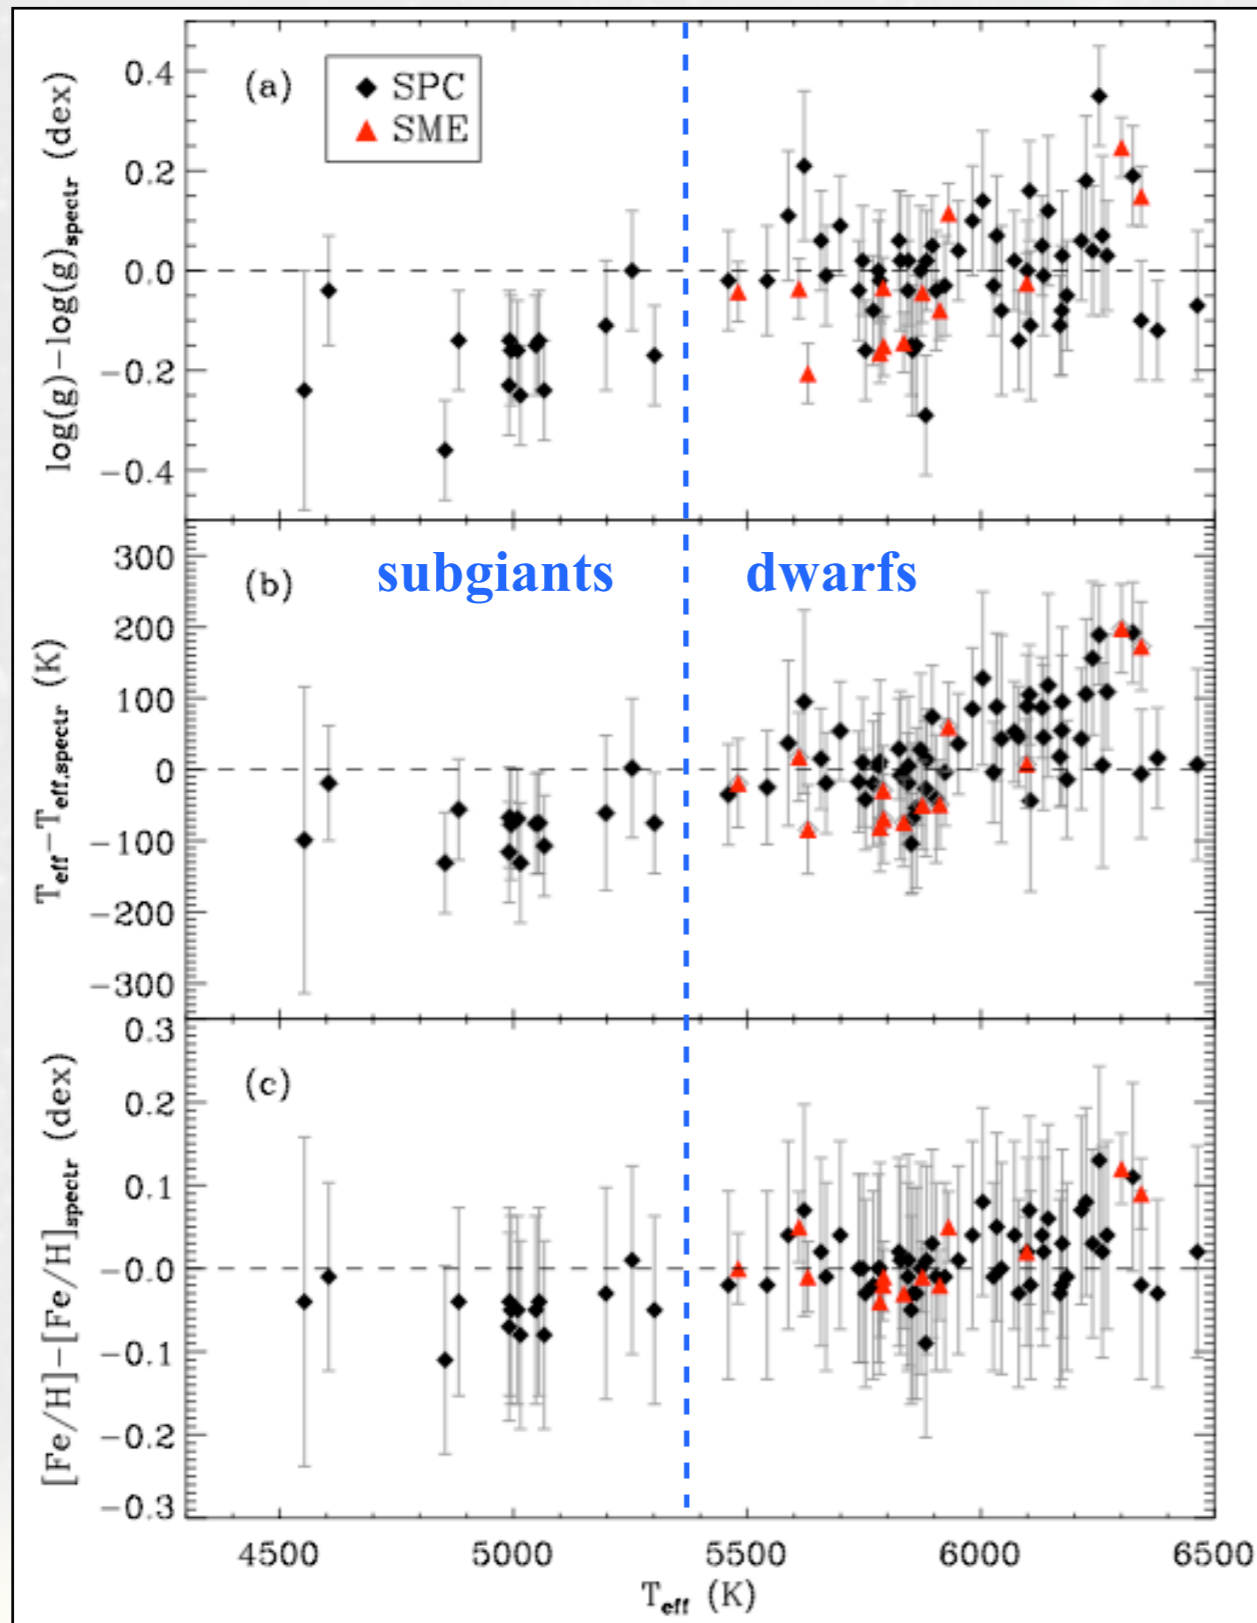 (a)
SPC
SME
log(g)−log(g)spectr (dex)
0.4
0.2
0.0
−0.2
−0.4
(b)
subgiants
dwarfs
Teff−Teff,spectr (K)
300
200
100
0
−100
−200
−300
(c)
[Fe/H]−[Fe/H]spectr (dex)
0.3
0.2
0.1
−0.0
−0.1
−0.2
−0.3
4500 5000 5500 6000 6500
Teff (K)